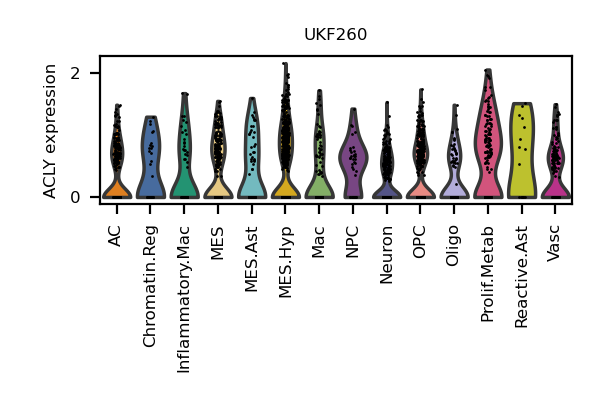 UKF260
ACLY expression
2
0
AC
Chromatin.Reg
Inflammatory.Mac
MES
MES.Ast
MES.Hyp
Mac
NPC
Neuron
OPC
Oligo
Prolif.Metab
Reactive.Ast
Vasc